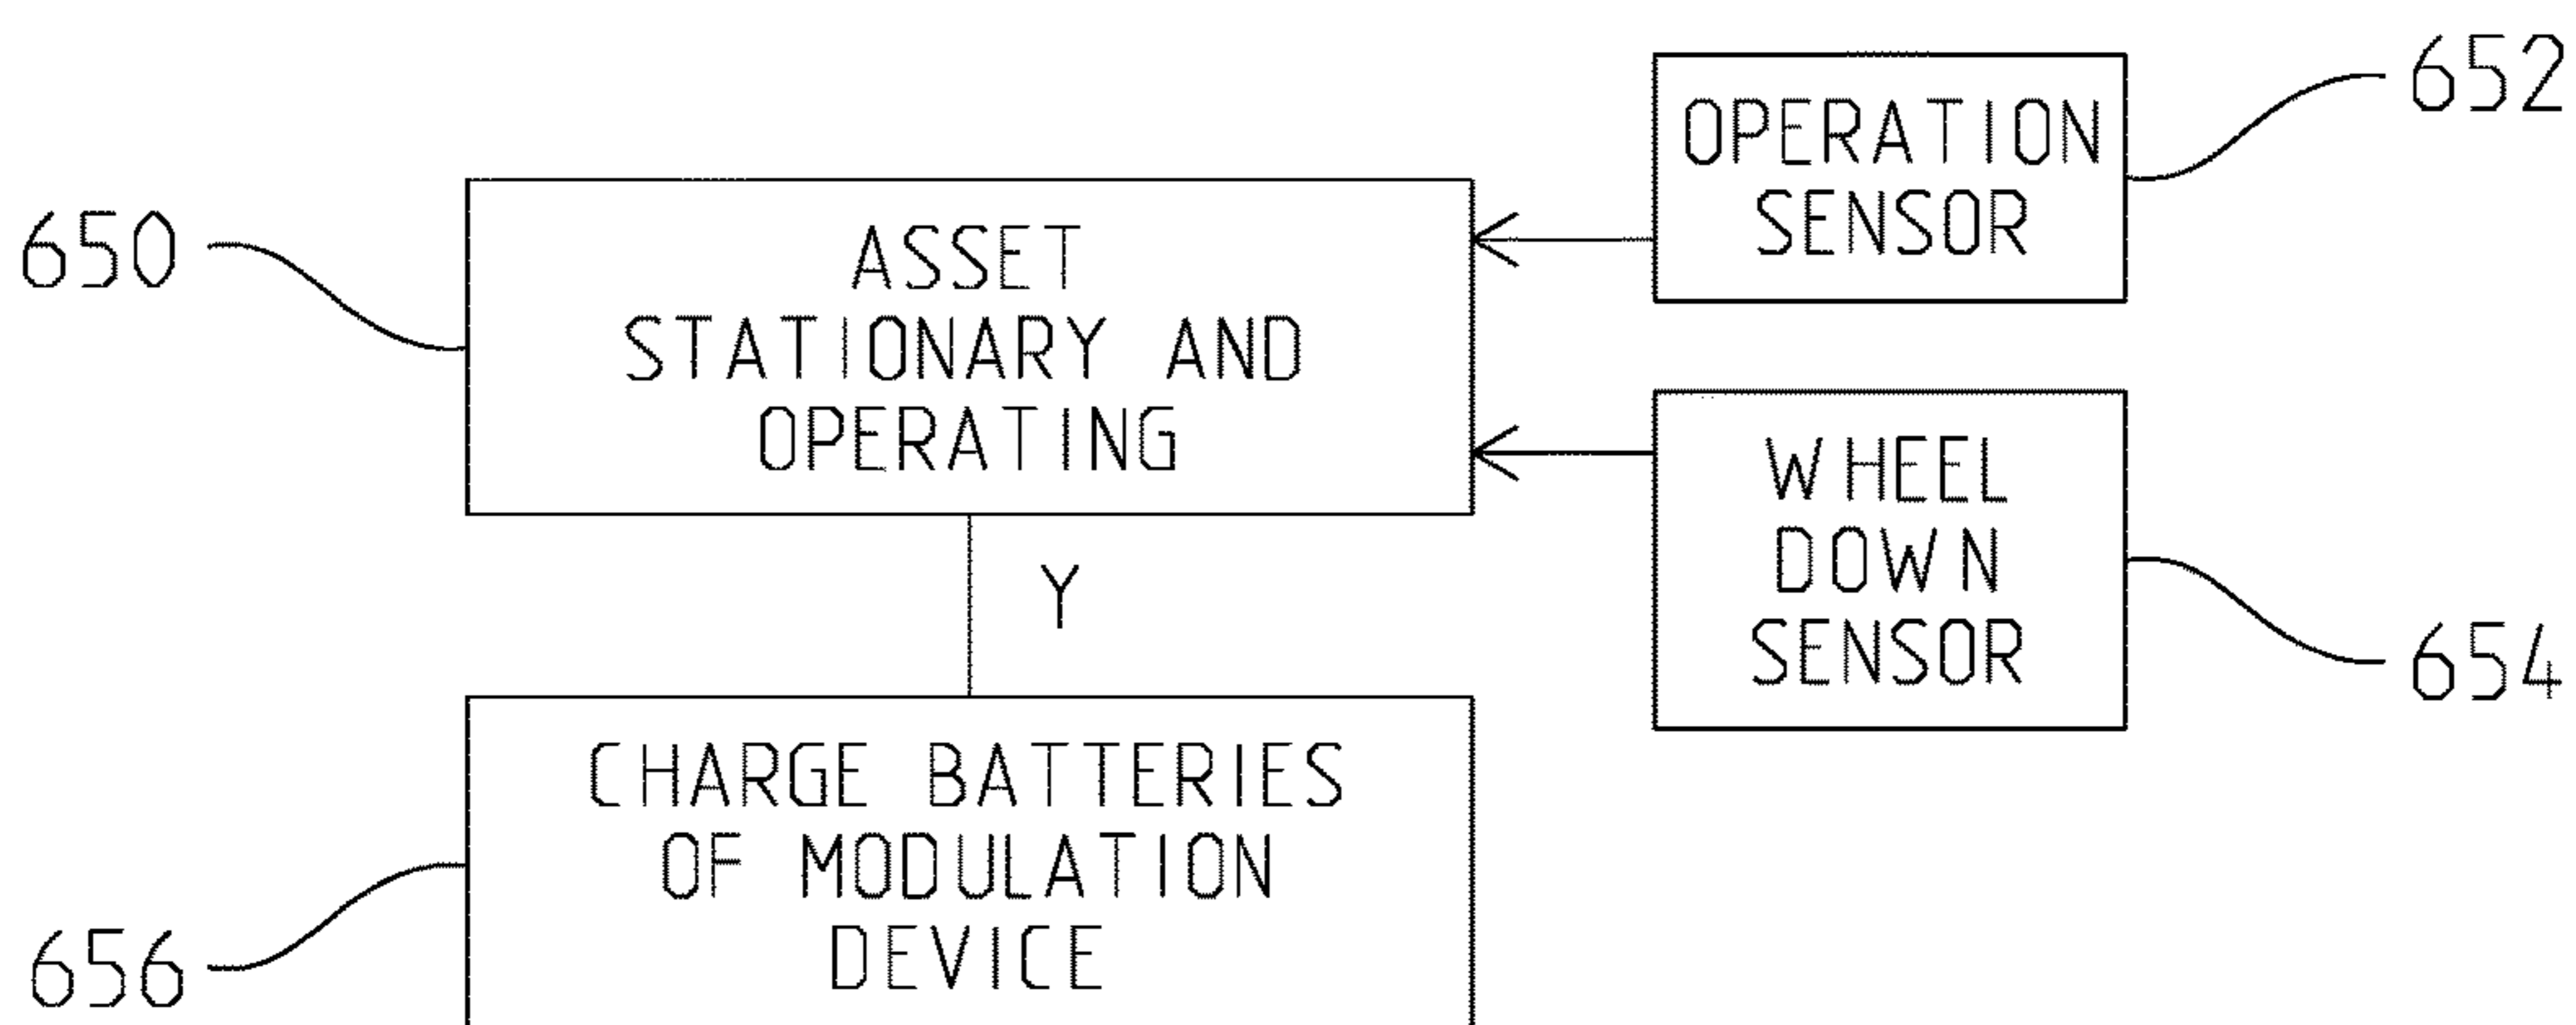 652
OPERATION
SENSOR
650
ASSET
STATIONARY AND
OPERATING
WHEEL
DOWN
SENSOR
654
Y
CHARGE BATTERIES
OF MODULATION
DEVICE
656